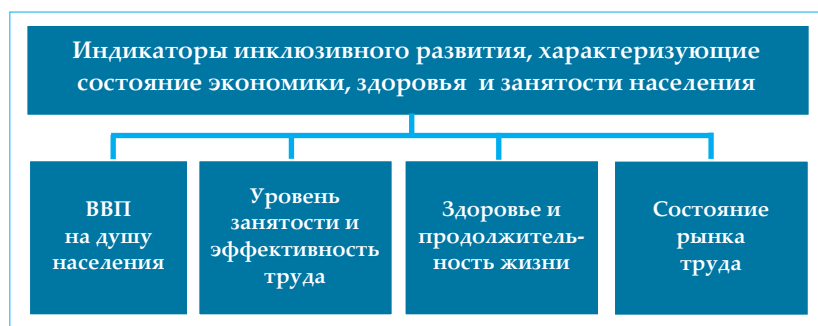 Индикаторы инклюзивного развития, характеризующие
состояние экономики, здоровья и занятости населения
ВВП
на душу
населения
Уровень
занятости и
эффективность
труда
Здоровье и
продолжитель-
ность жизни
Состояние
рынка
труда